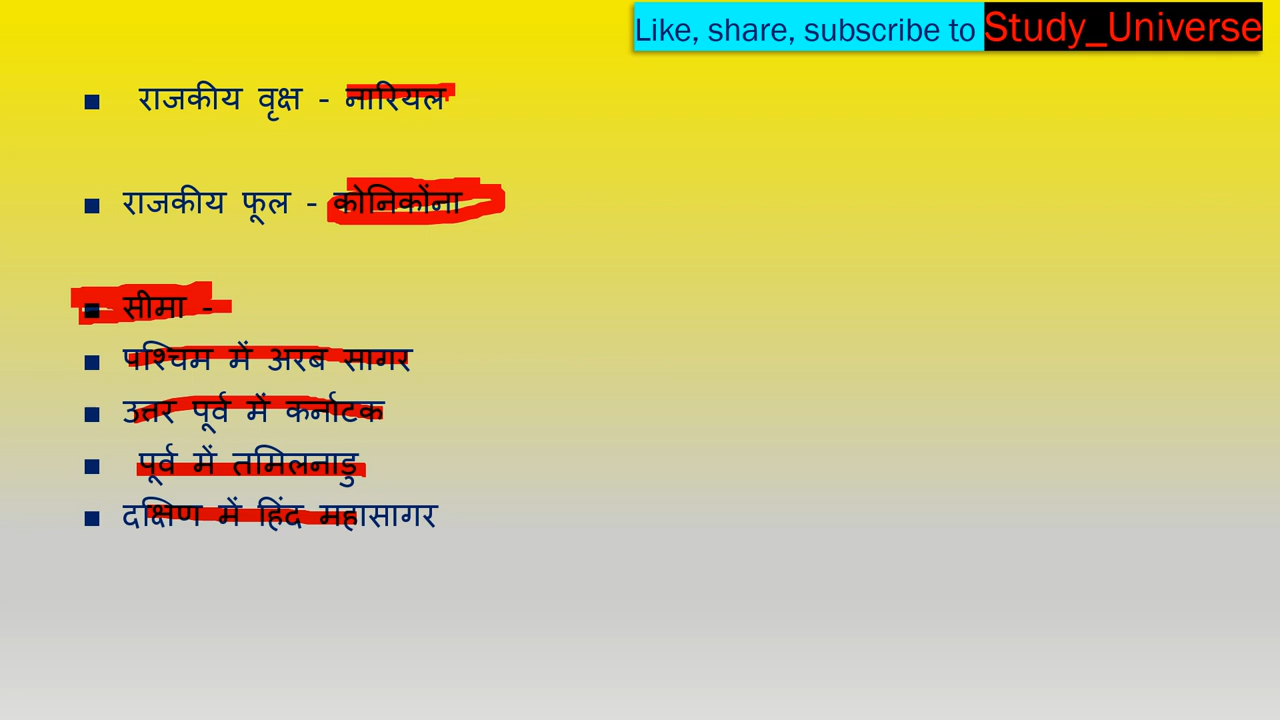 Like, share, subscribe to Study_Universe
राजकीय वृक्ष - नारियल
राजकीय फूल - कोनिकोंना
सीमा -
पश्चिम में अरब सागर
उत्तर पूर्व में कर्नाटक
पूर्व में तमिलनाडु
दक्षिण में हिंद महासागर